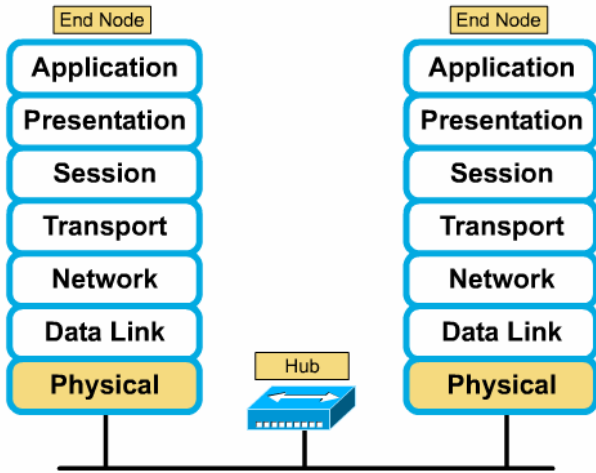 End Node
Application
Presentation
Session
Transport
Network
Data Link
Physical
Hub
End Node
Application
Presentation
Session
Transport
Network
Data Link
Physical